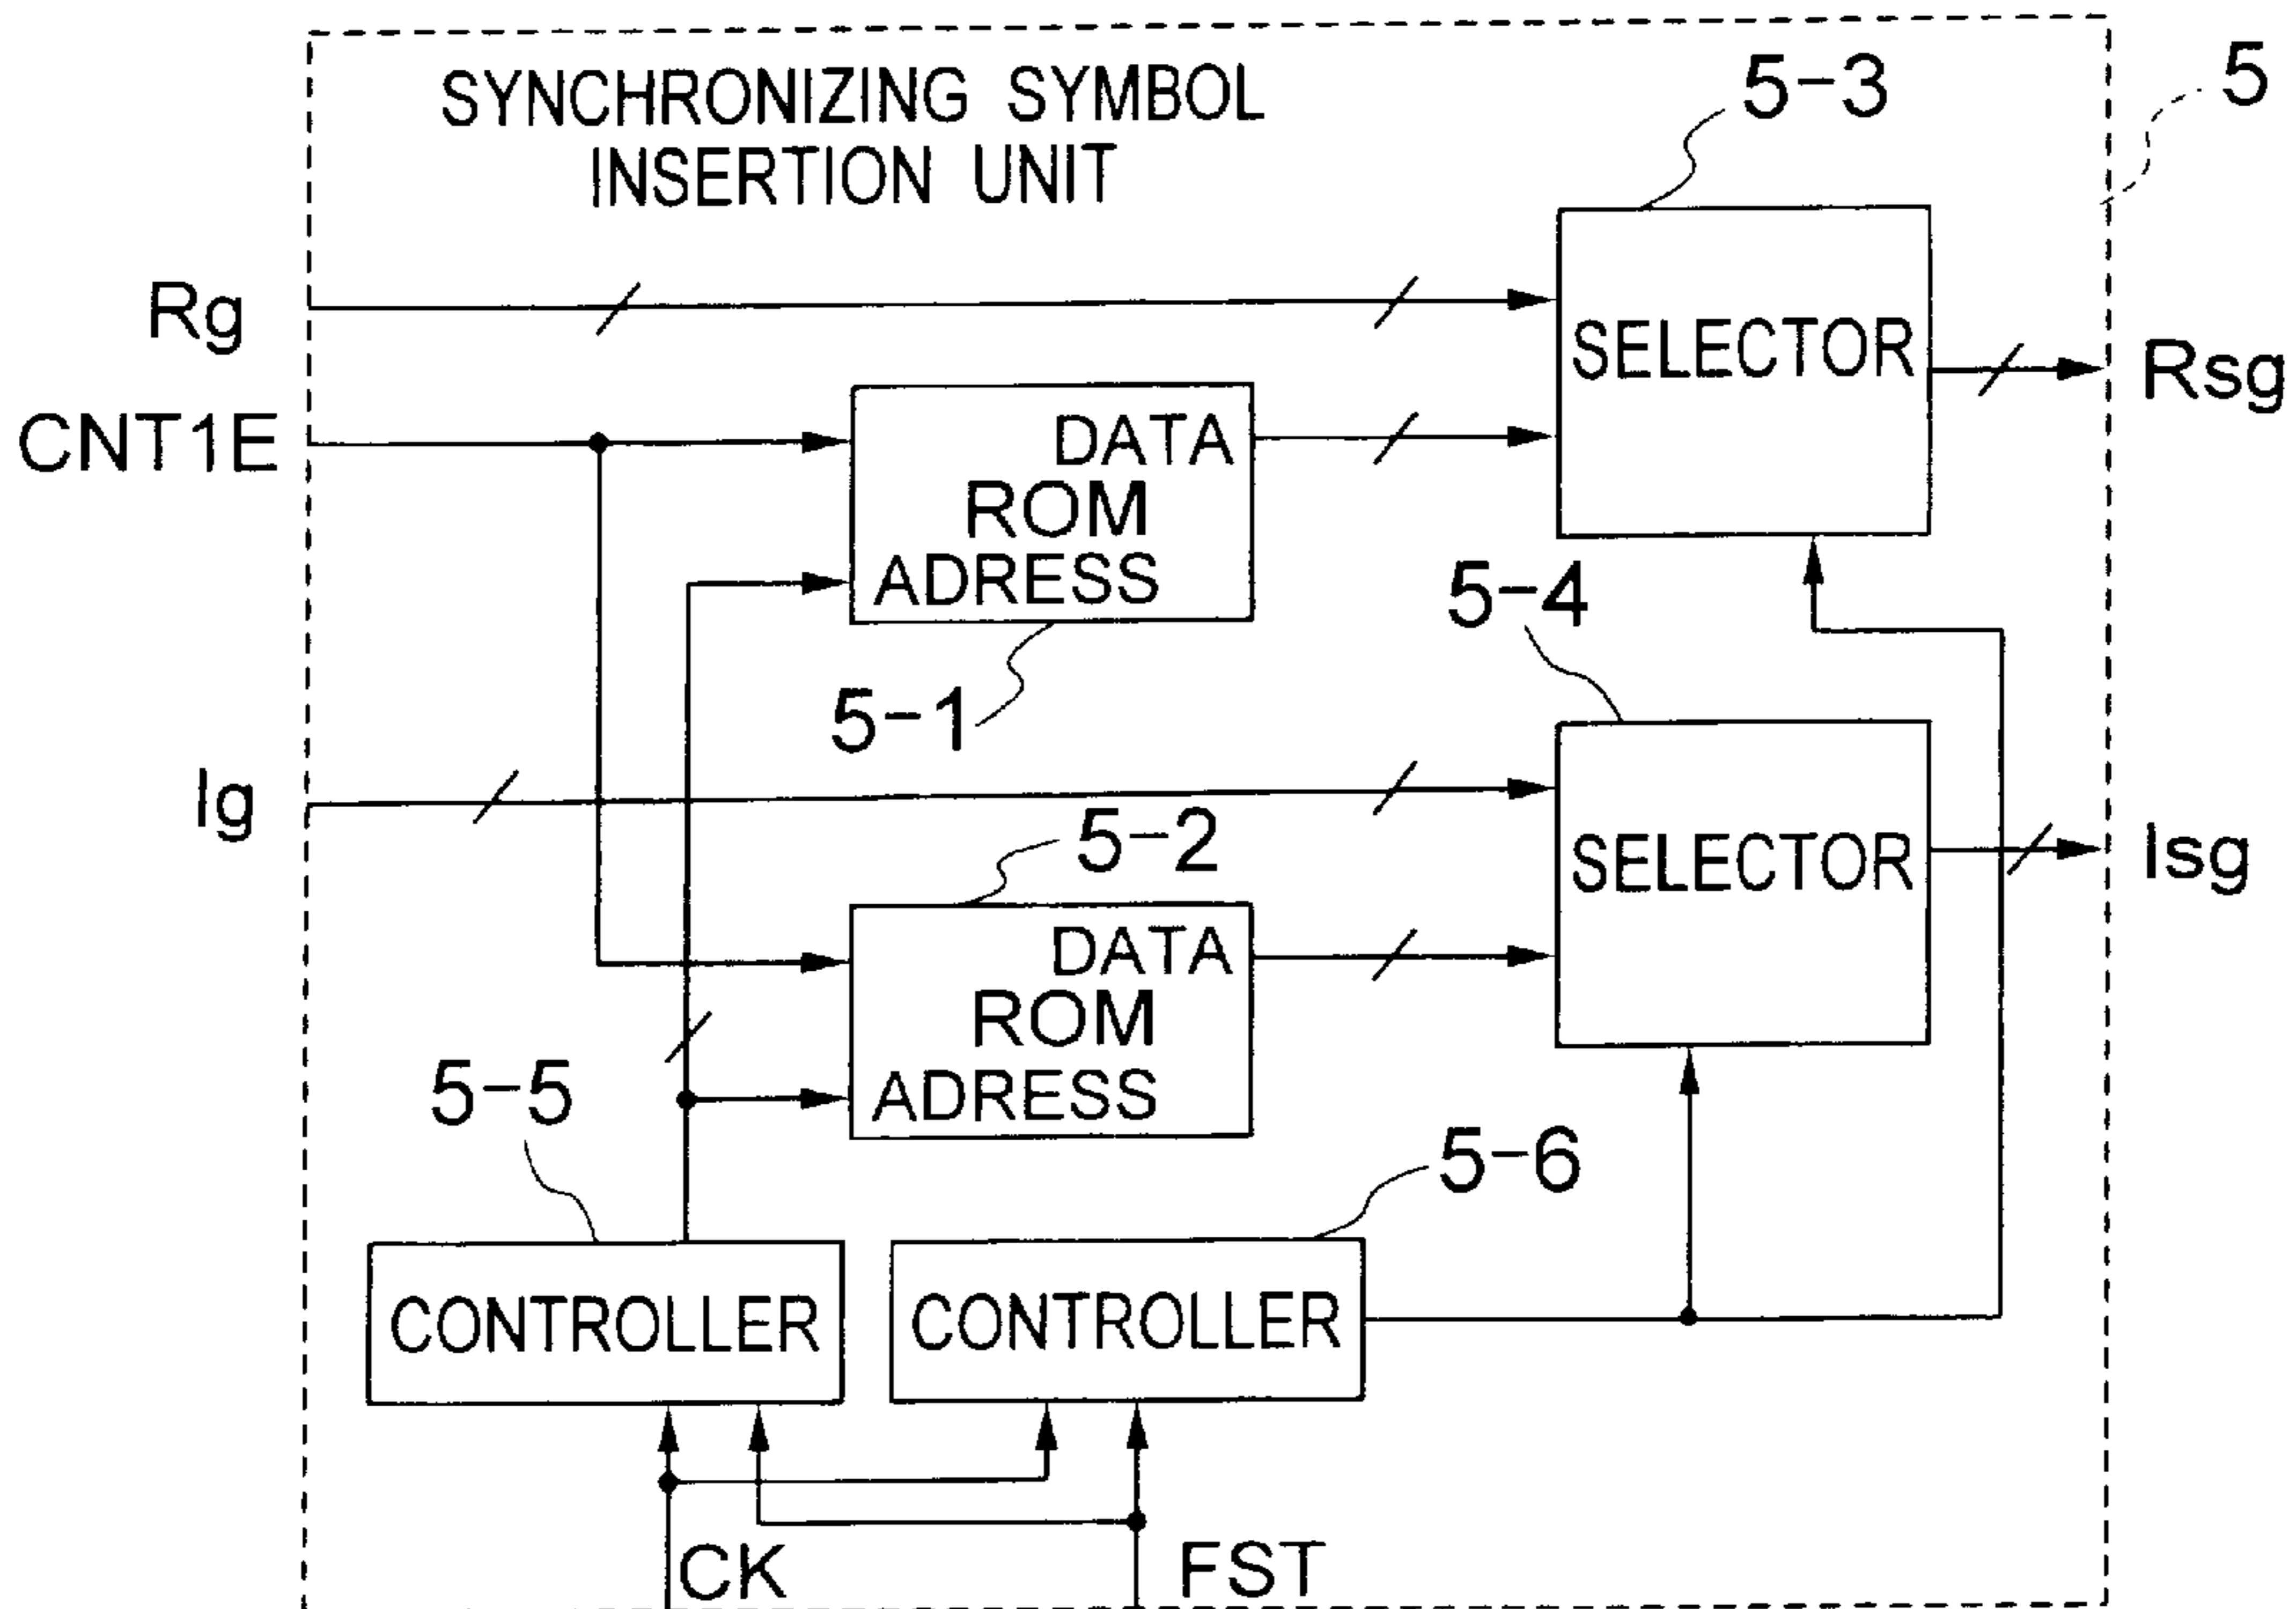 SYNCHRONIZING SYMBOL
INSERTION UNIT
5-3
5
Rg
SELECTOR
Rsg
CNT1E
DATA
ROM
ADRESS
5-4
5-1
Ig
5-2
SELECTOR
Isg
DATA
ROM
ADRESS
5-5
5-6
CONTROLLER
CONTROLLER
CK
FST